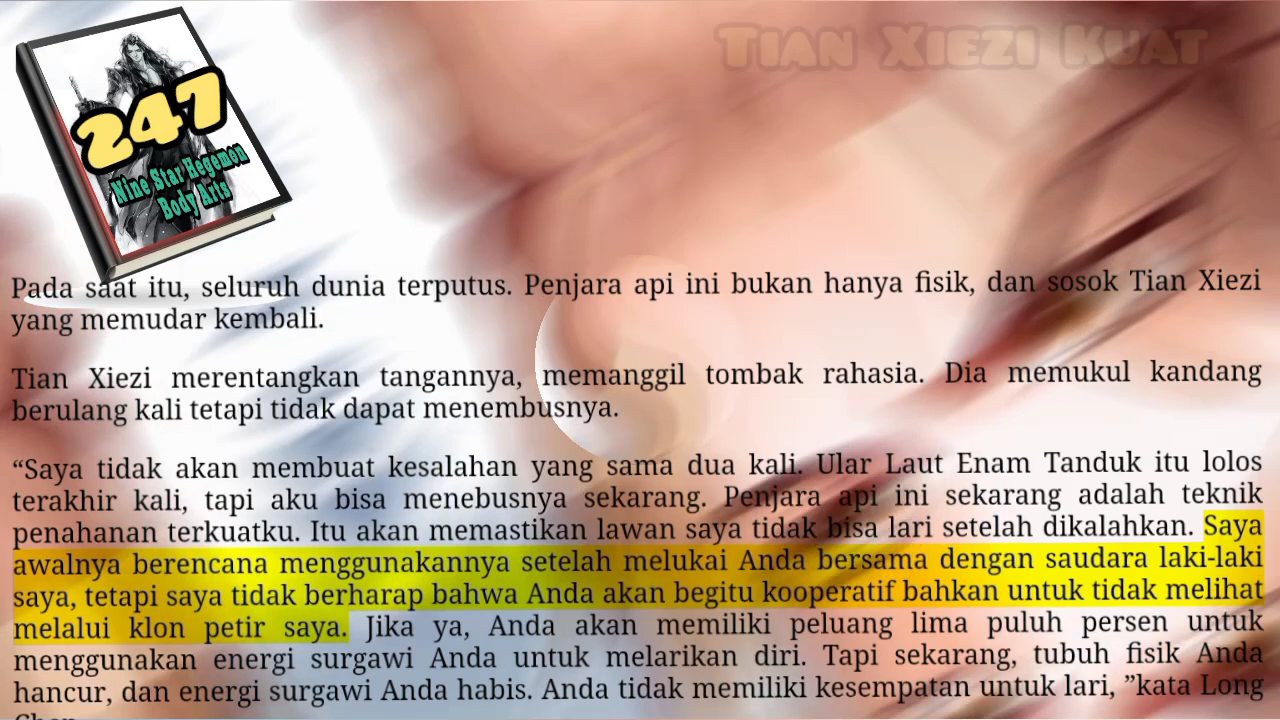 Tian Xiezi Kuat
247
Nine Star Hegemon
Body Arts
Pada saat itu, seluruh dunia terputus. Penjara api ini bukan hanya fisik, dan sosok Tian Xiezi
yang memudar kembali.
Tian Xiezi merentangkan tangannya, memanggil tombak rahasia. Dia memukul kandang
berulang kali tetapi tidak dapat menembusnya.
“Saya tidak akan membuat kesalahan yang sama dua kali. Ular Laut Enam Tanduk itu lolos
terakhir kali, tapi aku bisa menebusnya sekarang. Penjara api ini sekarang adalah teknik
penahanan terkuatku. Itu akan memastikan lawan saya tidak bisa lari setelah dikalahkan. Saya
awalnya berencana menggunakannya setelah melukai Anda bersama dengan saudara laki-laki
saya, tetapi saya tidak berharap bahwa Anda akan begitu kooperatif bahkan untuk tidak melihat
melalui klon petir saya. Jika ya, Anda akan memiliki peluang lima puluh persen untuk
menggunakan energi surgawi Anda untuk melarikan diri. Tapi sekarang, tubuh fisik Anda
hancur, dan energi surgawi Anda habis. Anda tidak memiliki kesempatan untuk lari, ”kata Long